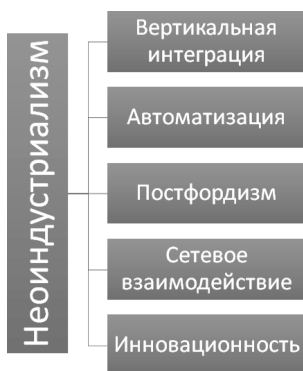 Неоиндустриализм
Вертикальная
интеграция
Автоматизация
Постфордизм
Сетевое
взаимодействие
Инновационность